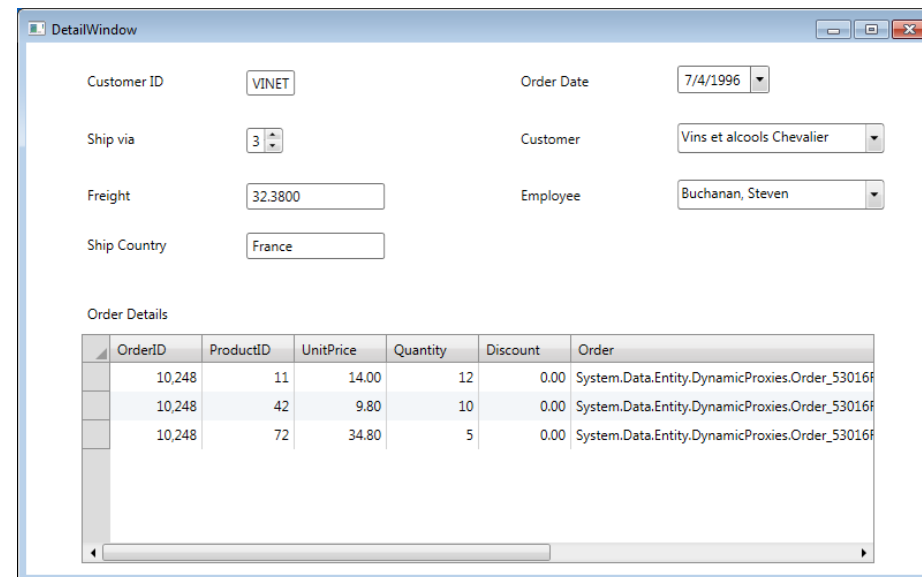 DetailWindow
Customer ID VINET Order Date 7/4/1996
Ship via 3 Customer Vins et alcools Chevalier
Freight 32.3800 Employee Buchanan, Steven
Ship Country France
Order Details
OrderID ProductID UnitPrice Quantity Discount Order
10,248 11 14.00 12 0.00 System.Data.Entity.DynamicProxies.Order_53016F
10,248 42 9.80 10 0.00 System.Data.Entity.DynamicProxies.Order_53016F
10,248 72 34.80 5 0.00 System.Data.Entity.DynamicProxies.Order_53016F